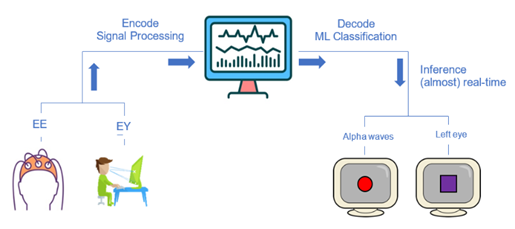 Encode
Signal Processing
Decode
ML Classification
Inference
(almost) real-time
EE
EY
Alpha waves
Left eye